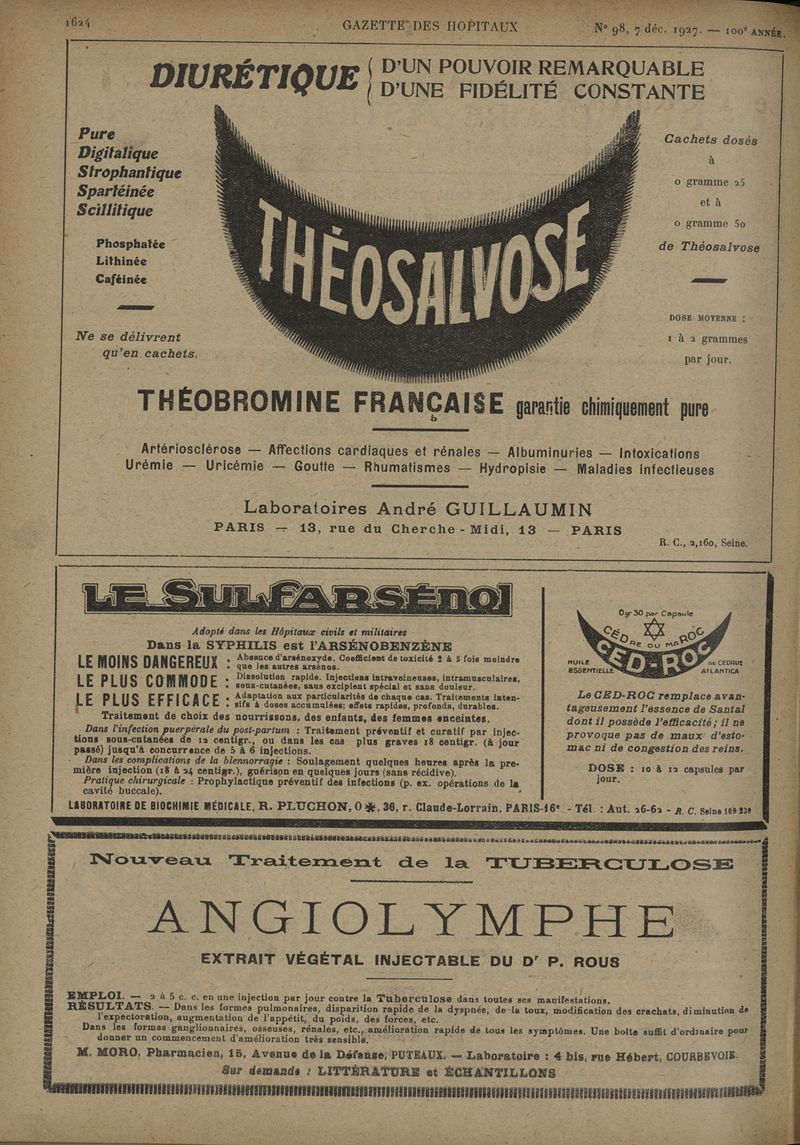 1624
GAZETTE DES HOPITAUX
N° 98, 7 déc. 1927. — 100e ANNÉE.
DIURÉTIQUE
D'UN POUVOIR REMARQUABLE
D'UNE FIDÉLITÉ CONSTANTE
Pure
Digitalique
Strophantique
Spartéinée
Scillitique
Phosphatée
Lithinée
Caféinée
Ne se délivrent
qu'en cachets.
THÉOSALVOSE
Cachets dosés
à
0 gramme 25
et à
0 gramme 50
de Théosalvose
DOSE MOYENNE :
1 à 2 grammes
par jour.
THÉOBROMINE FRANÇAISE garantie chimiquement pure
Artériosclérose — Affections cardiaques et rénales — Albuminuries — Intoxications
Urémie — Uricémie — Goutte — Rhumatismes — Hydropisie — Maladies infectieuses
Laboratoires André GUILLAUMIN
PARIS — 13, rue du Cherche-Midi, 13 — PARIS
R. C., 2,160, Seine.
LE SULFARSÉNOL
Adopté dans les Hôpitaux civils et militaires
Dans la SYPHILIS est l'ARSÉNOBENZÈNE
LE MOINS DANGEREUX : Absence d'arsénoxyde. Coefficient de toxicité 2 à 5 fois moindre
que les autres arsénos.
LE PLUS COMMODE : Dissolution rapide. Injections intraveineuses, intramusculaires,
sous-cutanées, sans excipient spécial et sans douleur.
LE PLUS EFFICACE : Adaptation aux particularités de chaque cas. Traitements inten-
sifs à doses accumulées; effets rapides, profonds, durables.
Traitement de choix des nourrissons, des enfants, des femmes enceintes.
Dans l'infection puerpérale du post-partum : Traitement préventif et curatif par injec-
tions sous-cutanées de 12 centigr., ou dans les cas plus graves 18 centigr. (à jour
passé) jusqu'à concurrence de 5 à 6 injections.
Dans les complications de la blennorragie : Soulagement quelques heures après la pre-
mière injection (18 à 24 centigr.), guérison en quelques jours (sans récidive).
Pratique chirurgicale : Prophylactique préventif des infections (p. ex. opérations de la
cavité buccale).
0gr30 par Capsule
CÈDRE DU MAROC
CED-ROC
HUILE
ESSENTIELLE
DE CEDRUS
ATLANTICA
Le CED-ROC remplace avan-
tageusement l'essence de Santal
dont il possède l'efficacité ; il ne
provoque pas de maux d'esto-
mac ni de congestion des reins.
DOSE : 10 à 12 capsules par
jour.
LABORATOIRE DE BIOCHIMIE MÉDICALE, R. PLUCHON, O ✻, 36, r. Claude-Lorrain, PARIS-16e - Tél. : Aut. 26-62 - R. C. Seine 169 239
Nouveau Traitement de la TUBERCULOSE
ANGIOLYMPHE
EXTRAIT VÉGÉTAL INJECTABLE DU Dr P. ROUS
EMPLOI. — 2 à 5 c. c. en une injection par jour contre la Tuberculose dans toutes ses manifestations.
RÉSULTATS. — Dans les formes pulmonaires, disparition rapide de la dyspnée, de la toux, modification des crachats, diminution de
l'expectoration, augmentation de l'appétit, du poids, des forces, etc.
Dans les formes ganglionnaires, osseuses, rénales, etc., amélioration rapide de tous les symptômes. Une boîte suffit d'ordinaire pour
donner un commencement d'amélioration très sensible.
M. MORO, Pharmacien, 15, Avenue de la Défense, PUTEAUX. — Laboratoire : 4 bis, rue Hébert, COURBEVOIE.
Sur demande : LITTÉRATURE et ÉCHANTILLONS